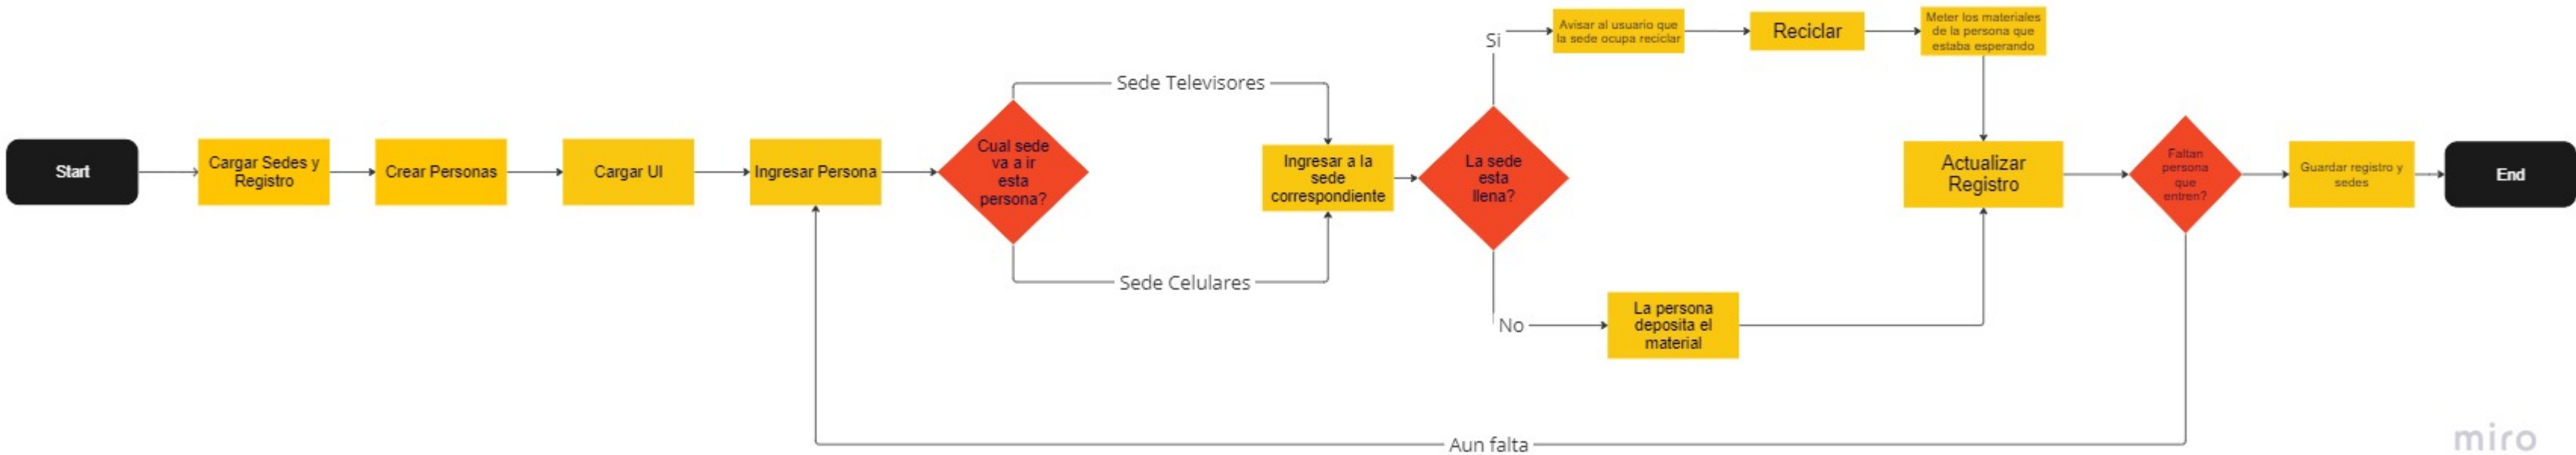 Start
Cargar Sedes y
Registro
Crear Personas
Cargar UI
Ingresar Persona
Cual sede
va a ir
esta
persona?
Sede Televisores
Sede Celulares
Ingresar a la
sede
correspondiente
La sede
esta
llena?
Si
Avisar al usuario que
la sede ocupa reciclar
Reciclar
Meter los materiales
de la persona que
estaba esperando
No
La persona
deposita el
material
Actualizar
Registro
Faltan
persona
que
entren?
Aun falta
Guardar registro y
sedes
End
miro